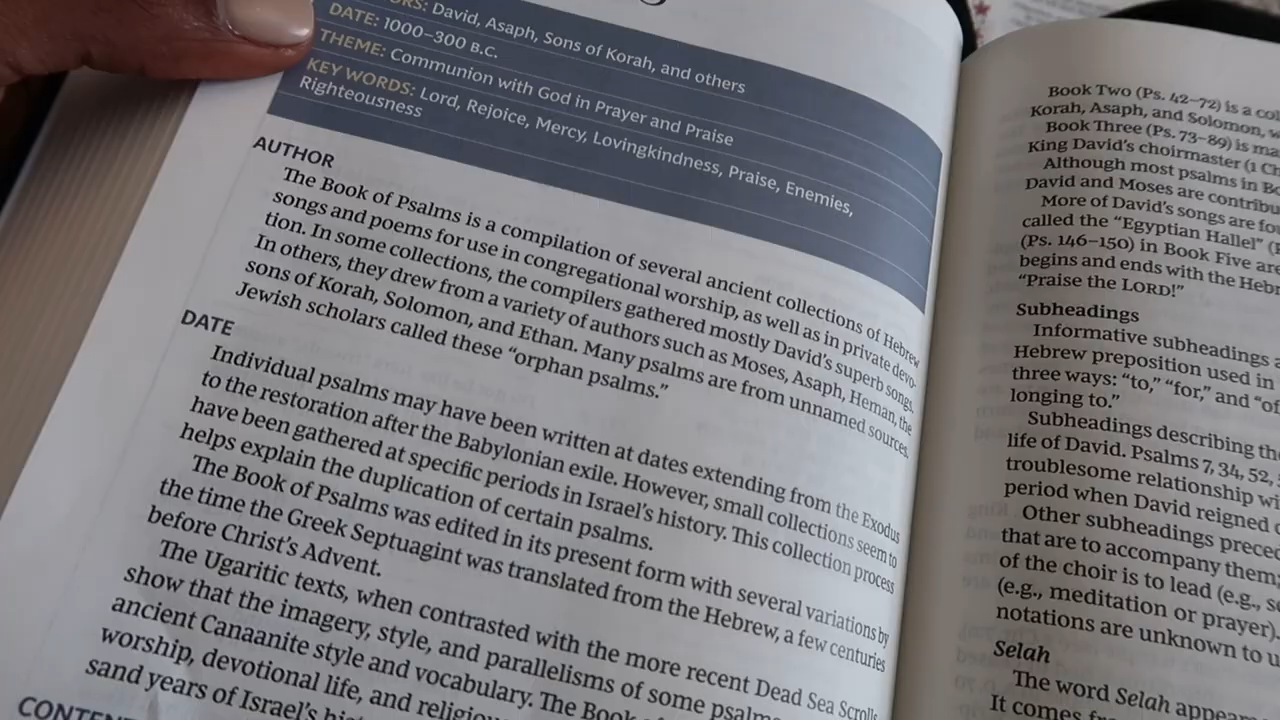 RS: David, Asaph, Sons of Korah, and others
DATE: 1000–300 B.C.
THEME: Communion with God in Prayer and Praise
KEY WORDS: Lord, Rejoice, Mercy, Lovingkindness, Praise, Enemies,
Righteousness
AUTHOR
The Book of Psalms is a compilation of several ancient collections of Hebrew
songs and poems for use in congregational worship, as well as in private devo-
tion. In some collections, the compilers gathered mostly David's superb songs.
In others, they drew from a variety of authors such as Moses, Asaph, Heman, the
sons of Korah, Solomon, and Ethan. Many psalms are from unnamed sources.
Jewish scholars called these “orphan psalms.”
DATE
Individual psalms may have been written at dates extending from the Exodus
to the restoration after the Babylonian exile. However, small collections seem to
have been gathered at specific periods in Israel's history. This collection process
helps explain the duplication of certain psalms.
The Book of Psalms was edited in its present form with several variations by
the time the Greek Septuagint was translated from the Hebrew, a few centuries
before Christ's Advent.
The Ugaritic texts, when contrasted with the more recent Dead Sea Scrolls
show that the imagery, style, and parallelisms of some psalms
ancient Canaanite style and vocabulary. The Book of
worship, devotional life, and religious
sand years of Israel's
CONTENT
Book Two (Ps. 42–72) is a
Korah, Asaph, and Solomon,
Book Three (Ps. 73–89) is
King David's choirmaster (1
Although most psalms in
David and Moses are
More of David's songs are
called the “Egyptian Hallel”
(Ps. 146–150) in Book Five are
begins and ends with the
“Praise the LORD!”
Subheadings
Informative subheadings
Hebrew preposition used in
three ways: “to,” “for,” and “of
longing to.”
Subheadings describing the
life of David. Psalms 7, 34, 52,
troublesome relationship
period when David reigned
Other subheadings
that are to accompany them;
of the choir is to lead (e.g.,
(e.g., meditation or prayer).
notations are unknown to
Selah
The word Selah
It comes